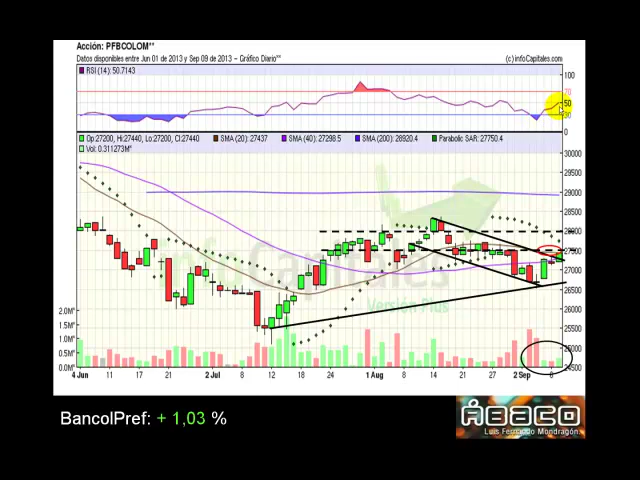 Acción: PFBCOLOM**
Datos disponibles entre Jun 01 de 2013 y Sep 09 de 2013 – Gráfico Diario**
(c) infoCapitales.com
RSI (14): 50.7143
100
70
50
30
0
Op:27200, Hi:27440, Lo:27200, Cl:27440 SMA (20): 27437 SMA (40): 27298.5 SMA (200): 28920.4 Parabolic SAR: 27750.4
Vol: 0.311273M*
30000
29000
28000
27500
27000
26500
26000
25500
24500
2.0M*
1.5M*
1.0M*
0.5M*
0.0M*
4 Jun 11 17 21 2 Jul 8 12 18 24 30 1 Aug 8 14 21 27 2 Sep 6
Versión Plus
BancolPref: + 1,03 %
ÁBACO
Luis Fernando Mondragón